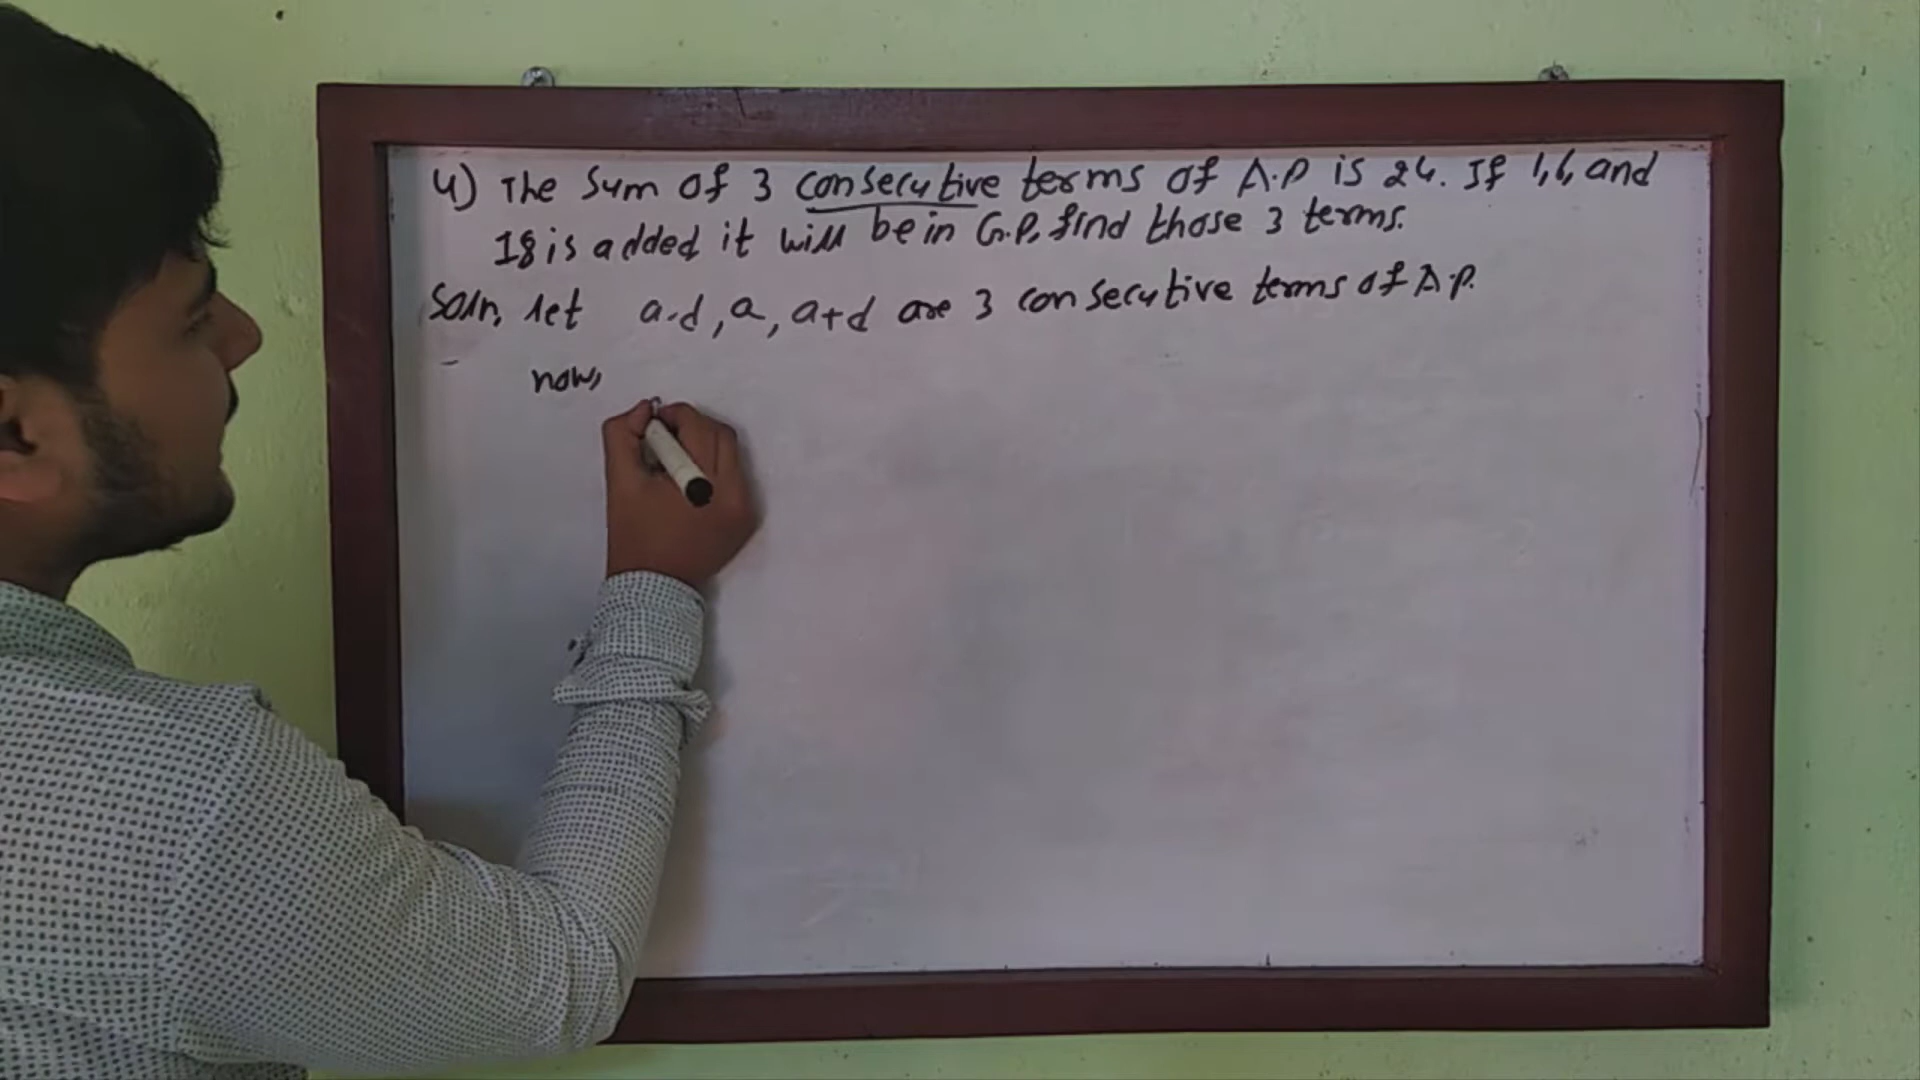 4) The Sum of 3 consecutive terms of A.P is 24. If 1,6, and
18 is added it will be in G.P, find those 3 terms.
Soln, let a-d, a, a+d are 3 consecutive terms of A.P.
now,